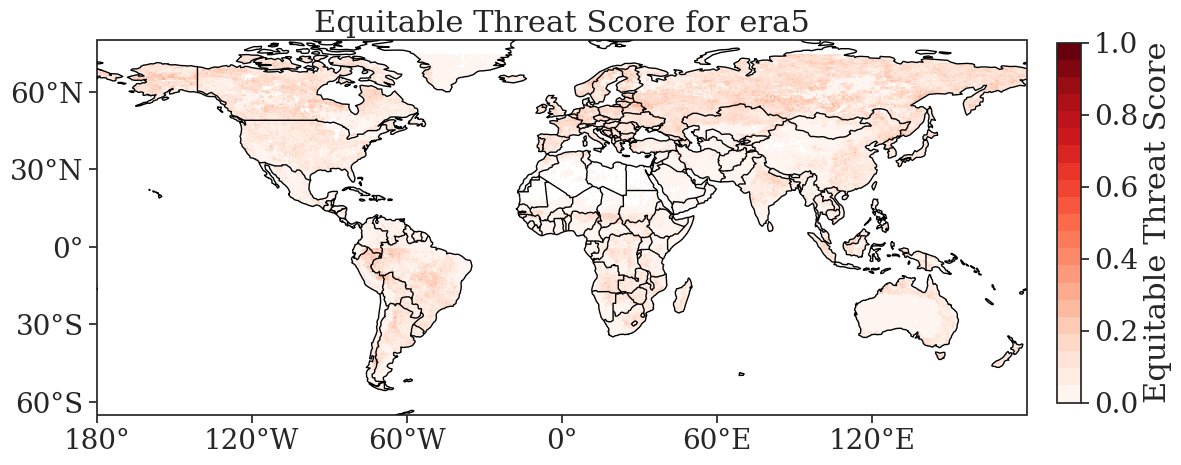 Equitable Threat Score for era5
60°N
30°N
0°
30°S
60°S
180°
120°W
60°W
0°
60°E
120°E
1.0
0.8
0.6
0.4
0.2
0.0
Equitable Threat Score